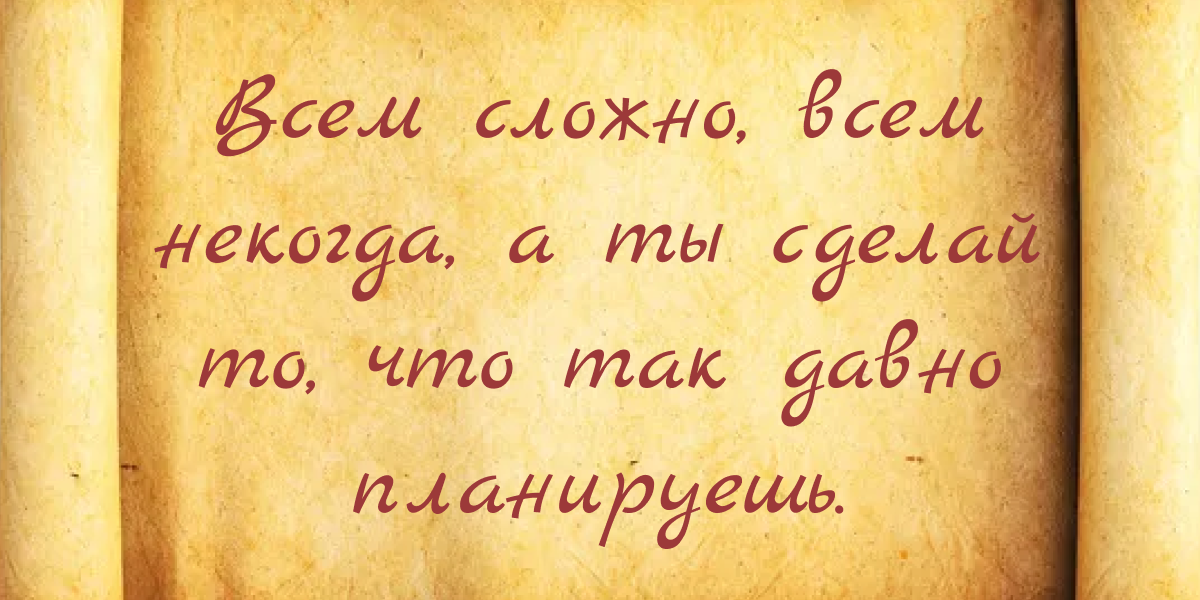 Всем сложно, всем
некогда, а ты сделай
то, что так давно
планируешь.